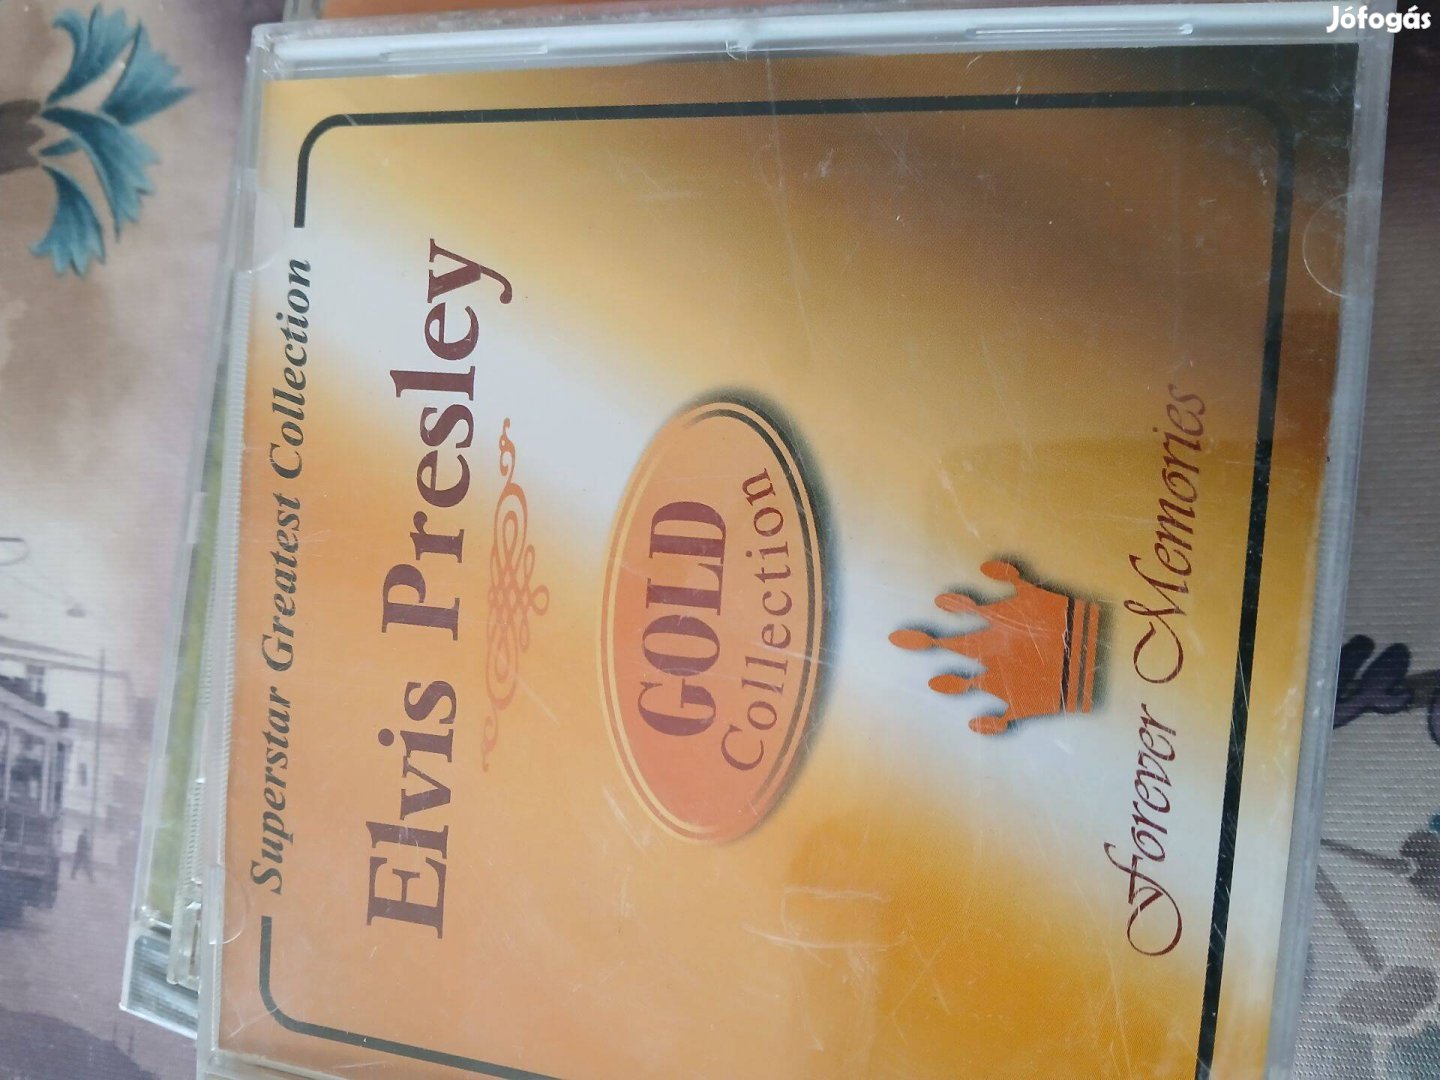 Jófogás
Superstar Greatest Collection
Elvis Presley
GOLD
Collection
Forever Memories